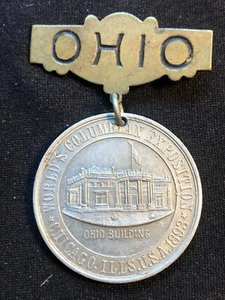 OHIO
WORLD'S COLUMBIAN EXPOSITION
OHIO BUILDING
CHICAGO. ILLS. U.S.A. 1893